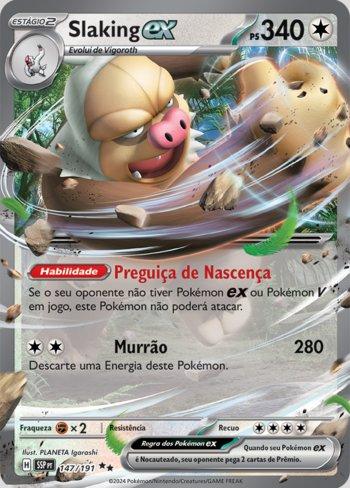 ESTÁGIO 2
Slaking ex
PS 340
Evolui de Vigoroth
Habilidade Preguiça de Nascença
Se o seu oponente não tiver Pokémon ex ou Pokémon V
em jogo, este Pokémon não poderá atacar.
Murrão 280
Descarte uma Energia deste Pokémon.
Fraqueza ×2 Resistência Recuo
Ilust. PLANETA Igarashi
Regra dos Pokémon ex
Quando seu Pokémon ex
é Nocauteado, seu oponente pega 2 cartas de Prêmio.
H SSP PT 147/191
©2024 Pokémon/Nintendo/Creatures/GAME FREAK